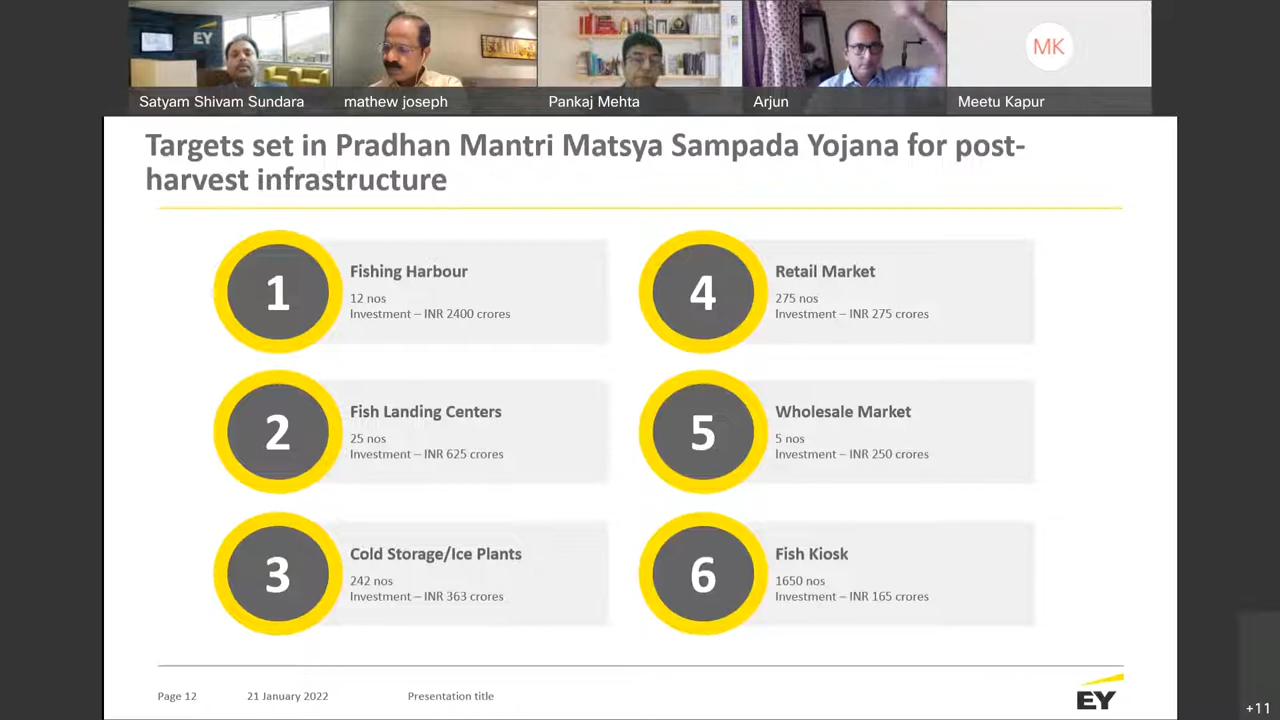 EY
MK
Satyam Shivam Sundara
mathew joseph
Pankaj Mehta
Arjun
Meetu Kapur
Targets set in Pradhan Mantri Matsya Sampada Yojana for post-
harvest infrastructure
1
Fishing Harbour
12 nos
Investment – INR 2400 crores
2
Fish Landing Centers
25 nos
Investment – INR 625 crores
3
Cold Storage/Ice Plants
242 nos
Investment – INR 363 crores
4
Retail Market
275 nos
Investment – INR 275 crores
5
Wholesale Market
5 nos
Investment – INR 250 crores
6
Fish Kiosk
1650 nos
Investment – INR 165 crores
Page 12
21 January 2022
Presentation title
EY
+11